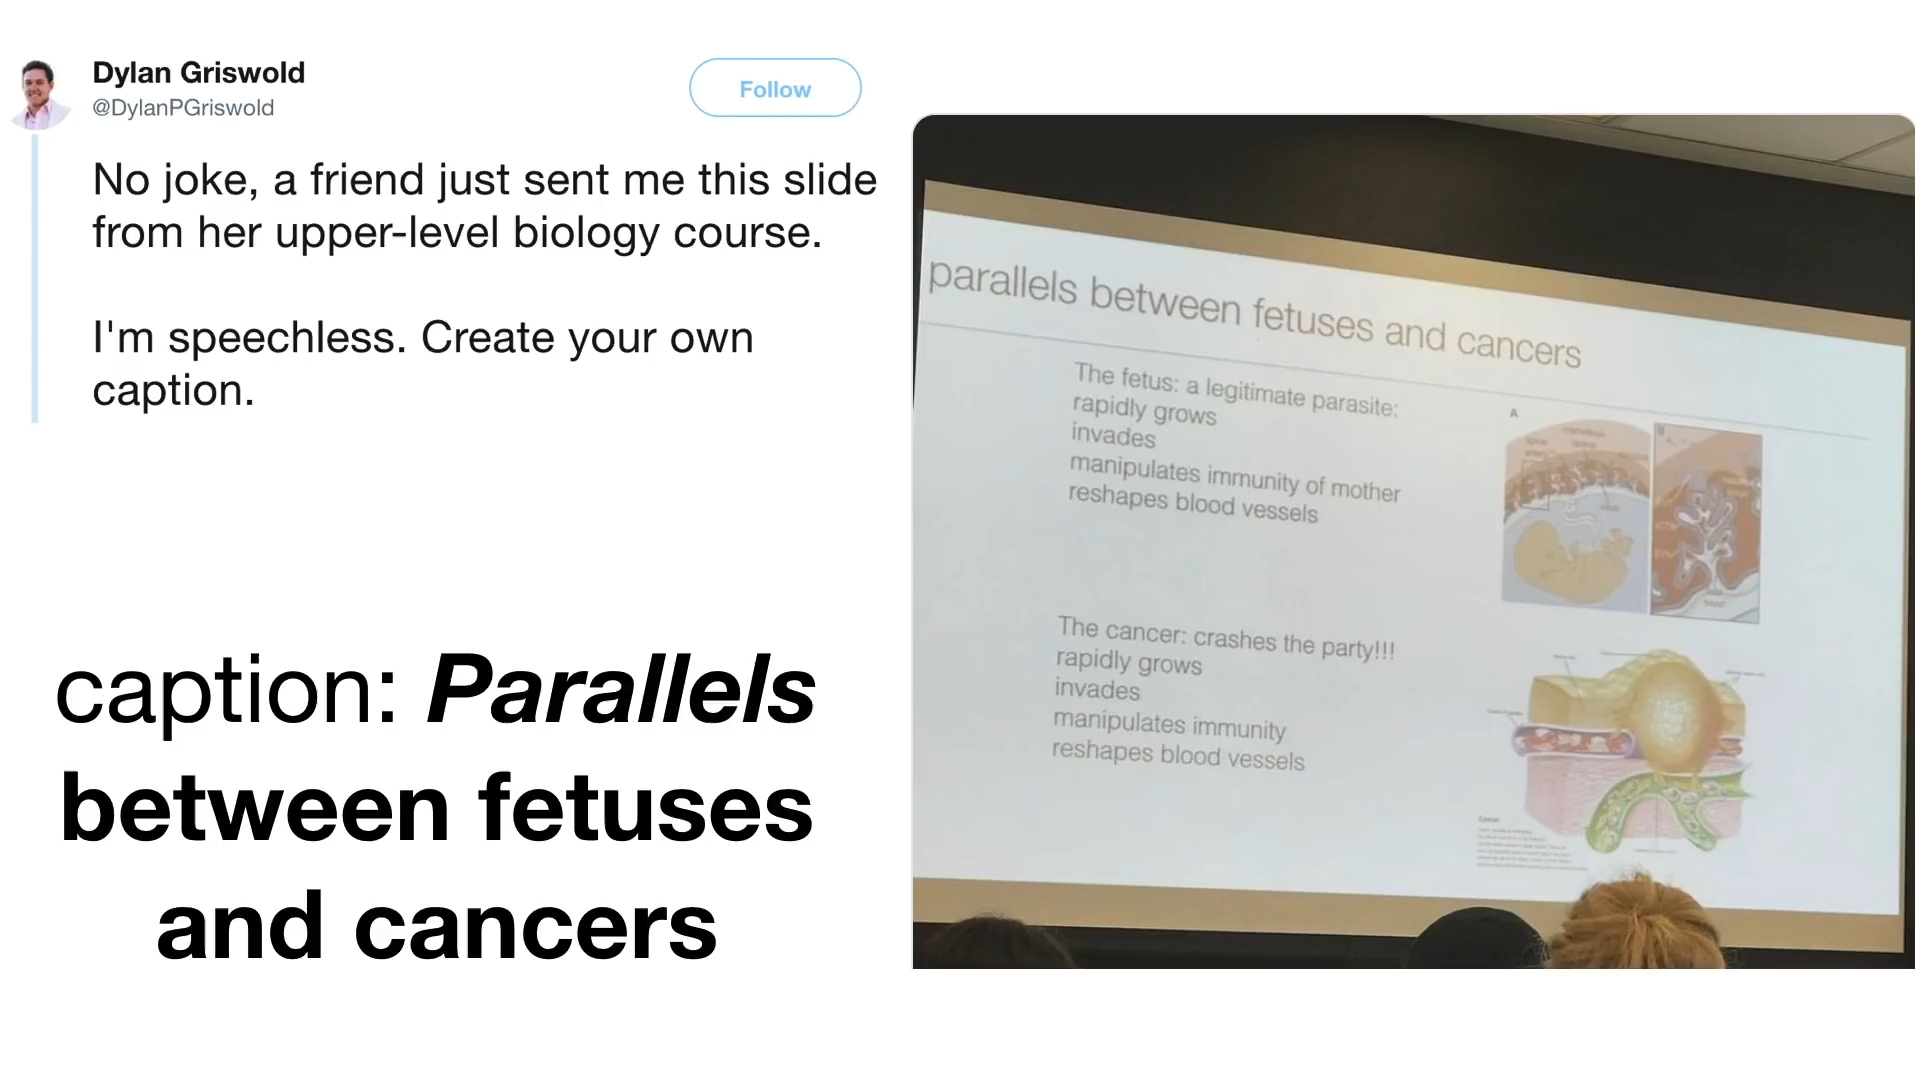 Dylan Griswold
@DylanPGriswold
Follow
No joke, a friend just sent me this slide
from her upper-level biology course.
I'm speechless. Create your own
caption.
caption: Parallels
between fetuses
and cancers
parallels between fetuses and cancers
The fetus: a legitimate parasite:
rapidly grows
invades
manipulates immunity of mother
reshapes blood vessels
A
B
The cancer: crashes the party!!!
rapidly grows
invades
manipulates immunity
reshapes blood vessels
Cancer